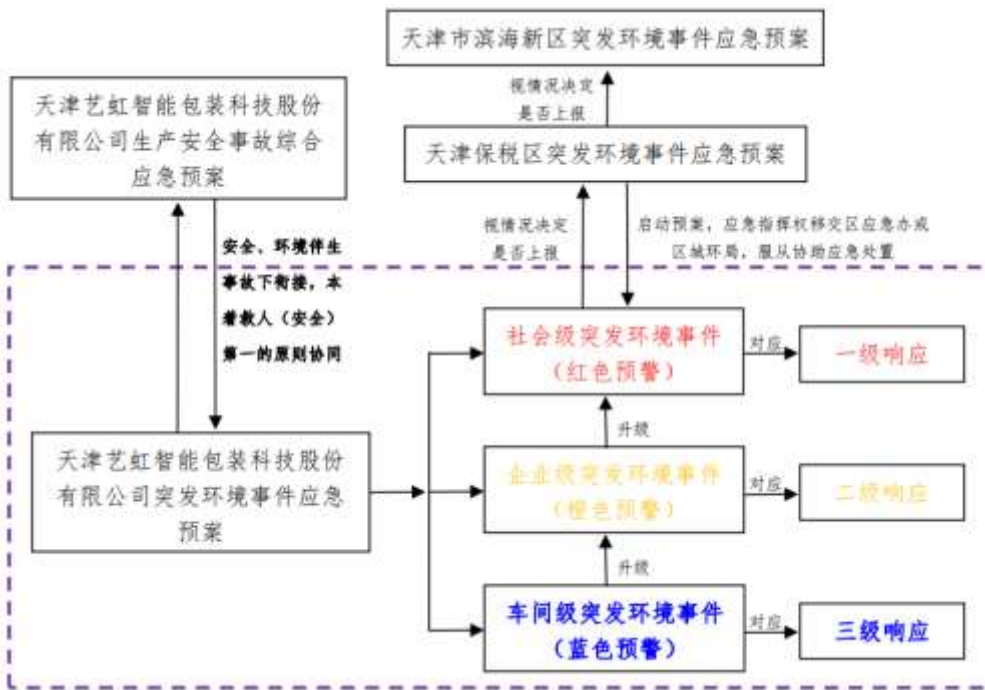 天津市滨海新区突发环境事件应急预案
视情况决定
是否上报
天津艺虹智能包装科技股份
有限公司生产安全事故综合
应急预案
天津保税区突发环境事件应急预案
视情况决定
是否上报
启动预案，应急指挥权移交区应急办或
区城环局，服从协助应急处置
安全、环境伴生
事故下衔接，本
着救人（安全）
第一的原则协同
社会级突发环境事件
（红色预警）
对应
一级响应
升级
天津艺虹智能包装科技股份
有限公司突发环境事件应急
预案
企业级突发环境事件
（橙色预警）
对应
二级响应
升级
车间级突发环境事件
（蓝色预警）
对应
三级响应